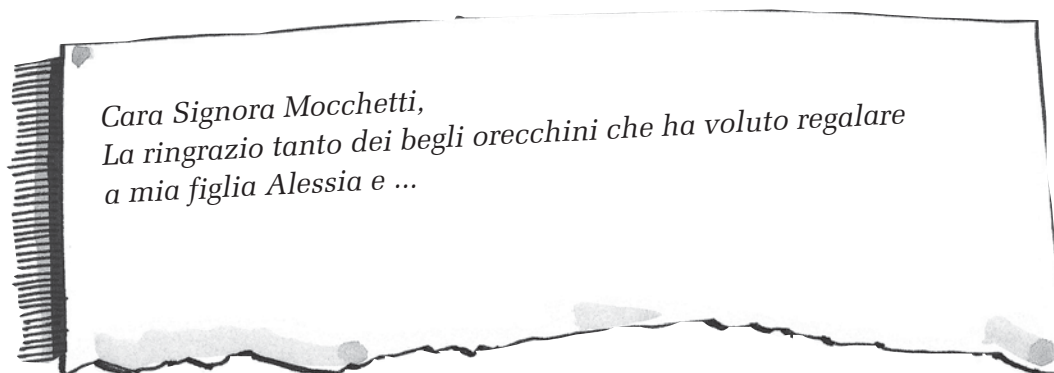 Cara Signora Mocchetti,
La ringrazio tanto dei begli orecchini che ha voluto regalare
a mia figlia Alessia e ...